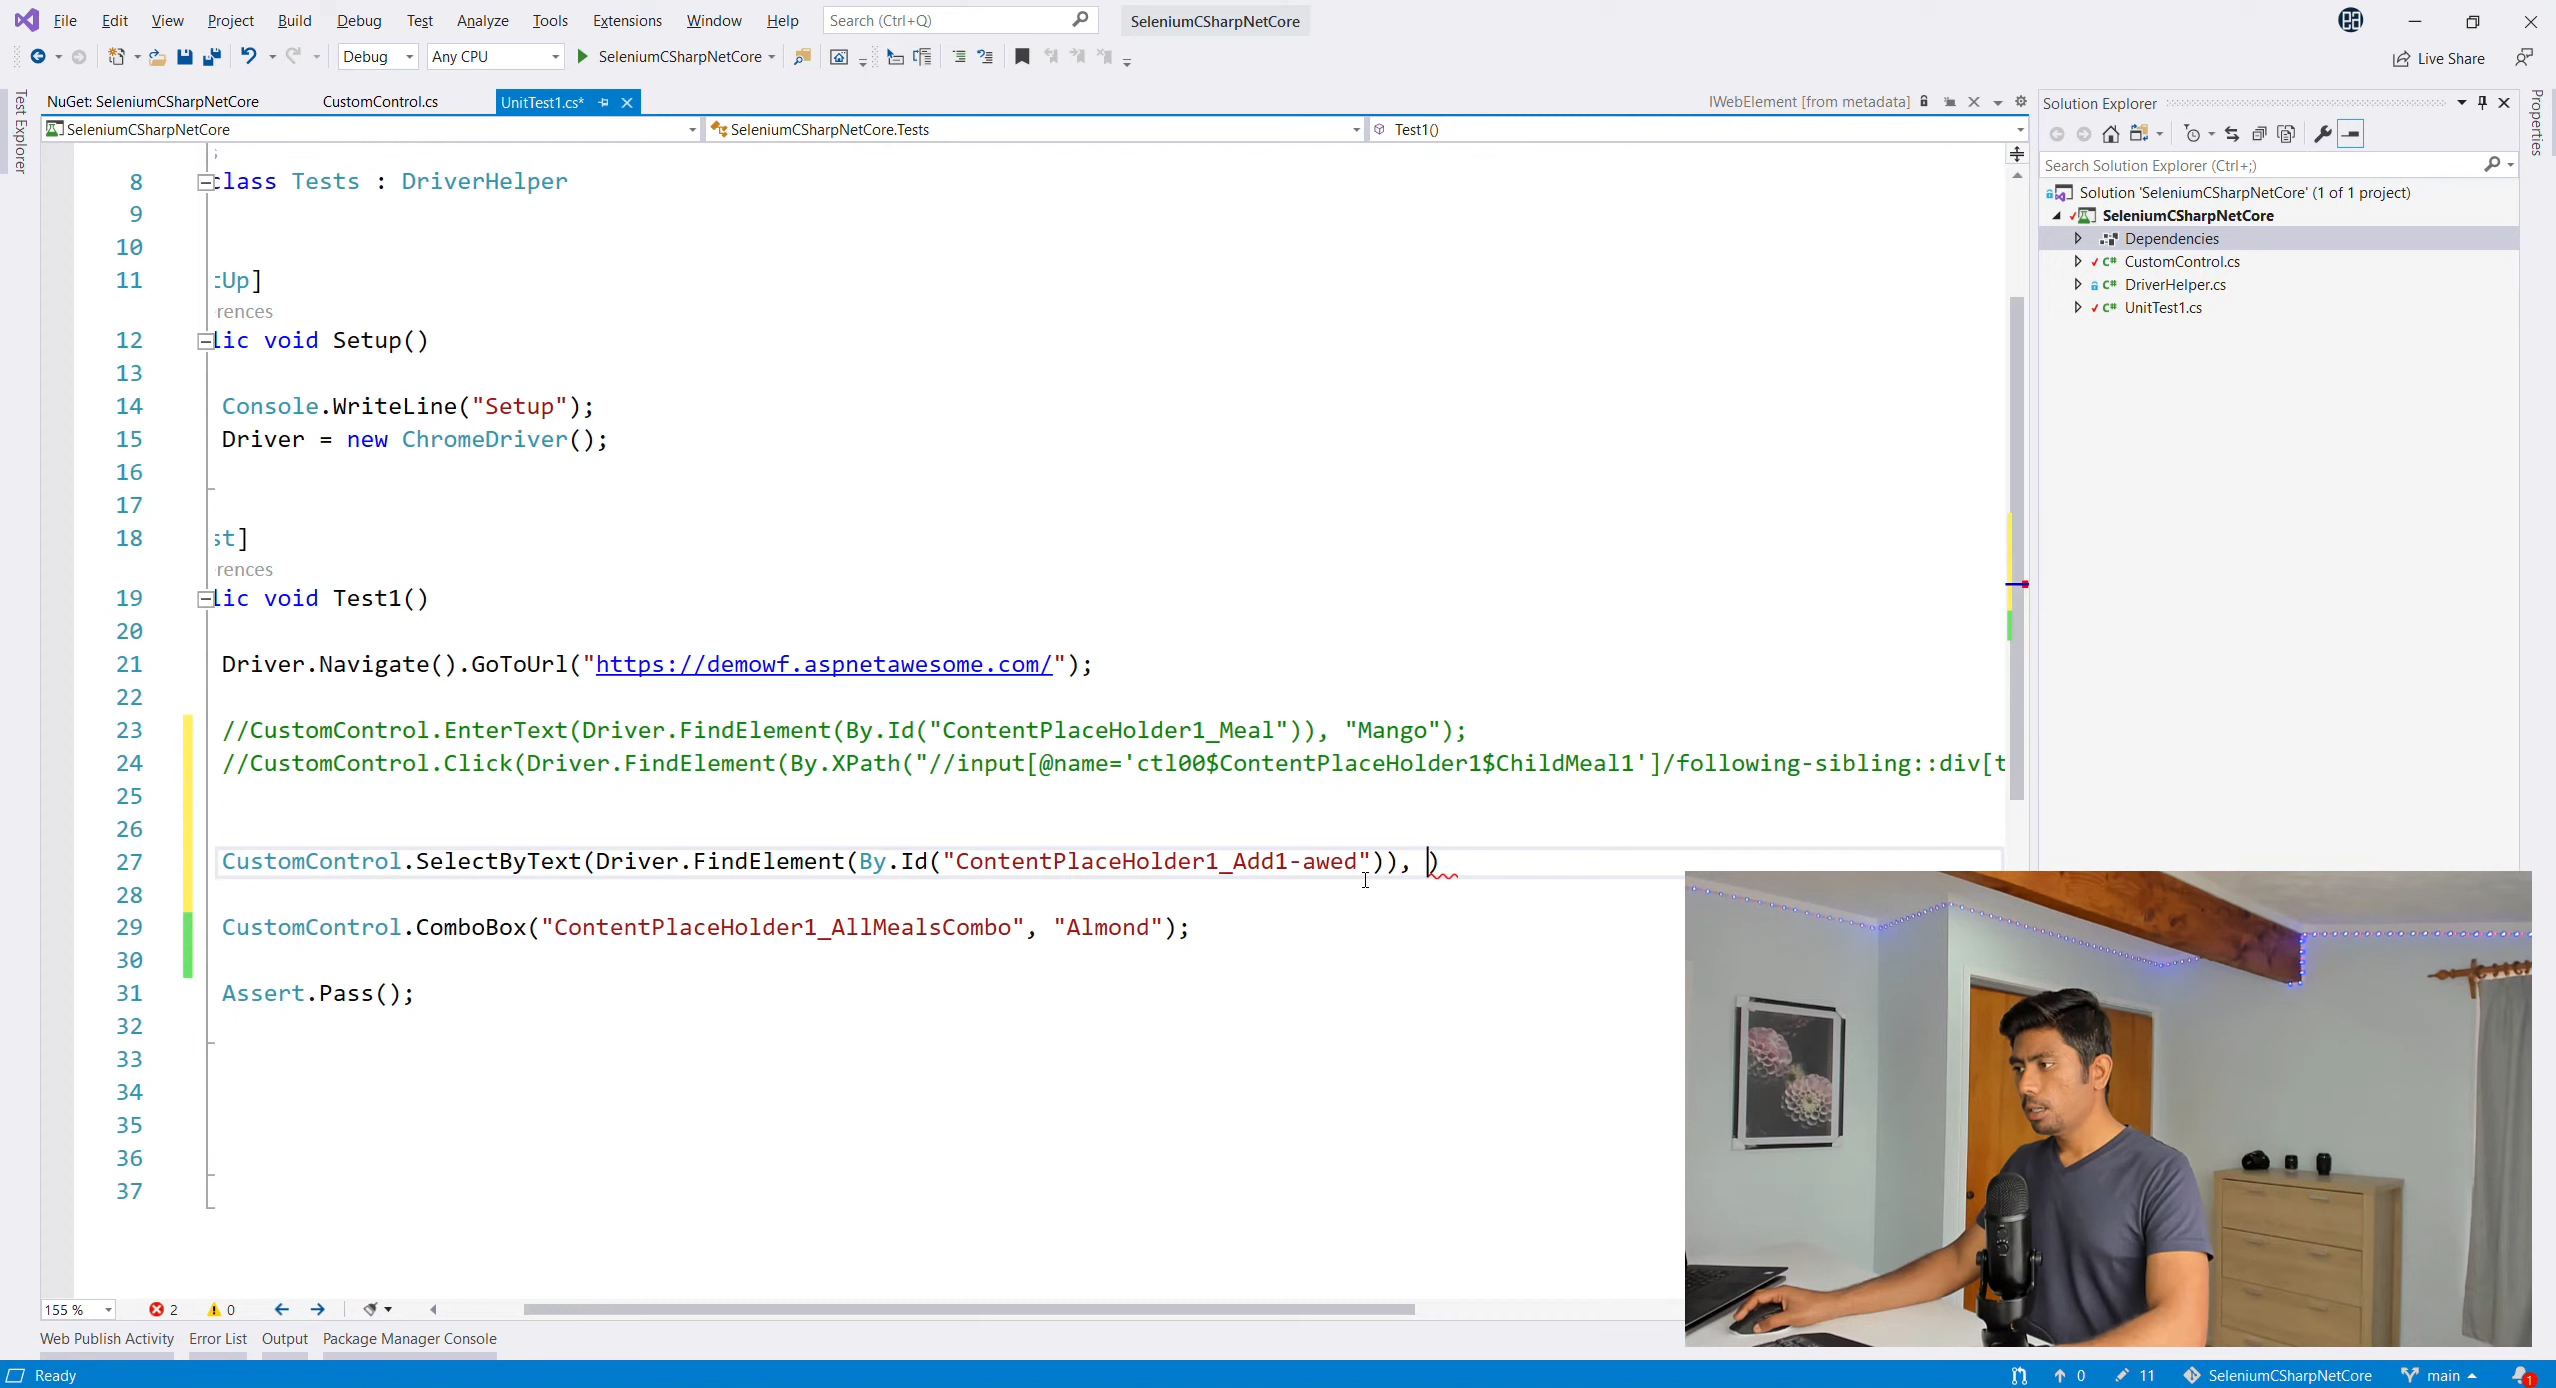 File Edit View Project Build Debug Test Analyze Tools Extensions Window Help Search (Ctrl+Q) SeleniumCSharpNetCore
Debug Any CPU SeleniumCSharpNetCore Live Share
Test Explorer
NuGet: SeleniumCSharpNetCore CustomControl.cs UnitTest1.cs* IWebElement [from metadata]
SeleniumCSharpNetCore SeleniumCSharpNetCore.Tests Test1()
;
8 class Tests : DriverHelper
9
10
11 tUp]
rences
12 lic void Setup()
13
14 Console.WriteLine("Setup");
15 Driver = new ChromeDriver();
16
17
18 st]
rences
19 lic void Test1()
20
21 Driver.Navigate().GoToUrl("https://demowf.aspnetawesome.com/");
22
23 //CustomControl.EnterText(Driver.FindElement(By.Id("ContentPlaceHolder1_Meal")), "Mango");
24 //CustomControl.Click(Driver.FindElement(By.XPath("//input[@name='ctl00$ContentPlaceHolder1$ChildMeal1']/following-sibling::div[t
25
26
27 CustomControl.SelectByText(Driver.FindElement(By.Id("ContentPlaceHolder1_Add1-awed")), )
28
29 CustomControl.ComboBox("ContentPlaceHolder1_AllMealsCombo", "Almond");
30
31 Assert.Pass();
32
33
34
35
36
37
155 % 2 0
Web Publish Activity Error List Output Package Manager Console
Ready 0 11 SeleniumCSharpNetCore main 1
Solution Explorer
Search Solution Explorer (Ctrl+;)
Solution 'SeleniumCSharpNetCore' (1 of 1 project)
SeleniumCSharpNetCore
Dependencies
C# CustomControl.cs
C# DriverHelper.cs
C# UnitTest1.cs
Properties